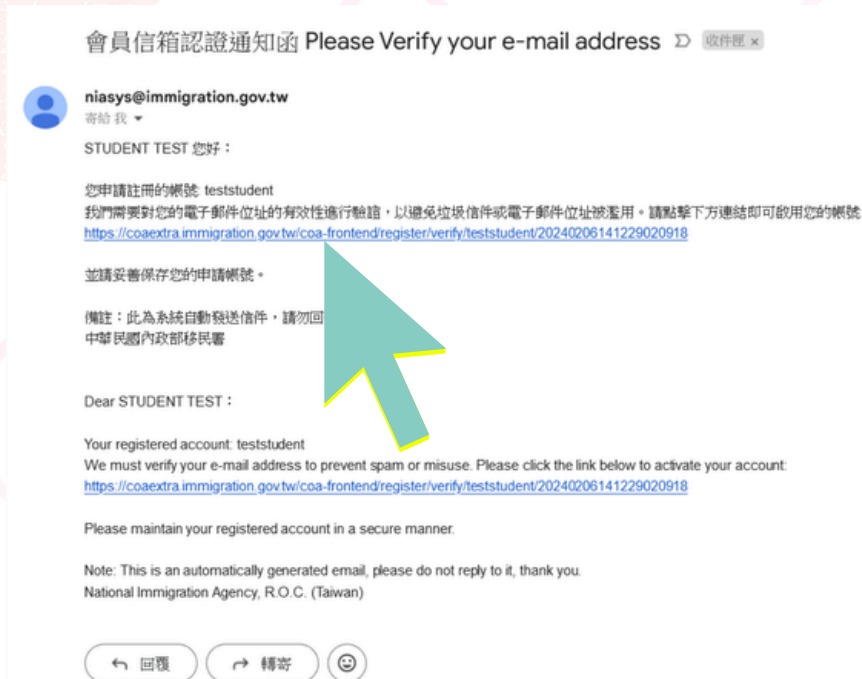 會員信箱認證通知函 Please Verify your e-mail address 收件匣 ×
niasys@immigration.gov.tw
寄給 我
STUDENT TEST 您好：
您申請註冊的帳號: teststudent
我們需要對您的電子郵件位址的有效性進行驗證，以避免垃圾信件或電子郵件位址被濫用。請點擊下方連結即可啟用您的帳號
https://coaextra.immigration.gov.tw/coa-frontend/register/verify/teststudent/20240206141229020918
並請妥善保存您的申請帳號。
備註：此為系統自動發送信件，請勿回
中華民國內政部移民署
Dear STUDENT TEST：
Your registered account: teststudent
We must verify your e-mail address to prevent spam or misuse. Please click the link below to activate your account:
https://coaextra.immigration.gov.tw/coa-frontend/register/verify/teststudent/20240206141229020918
Please maintain your registered account in a secure manner.
Note: This is an automatically generated email, please do not reply to it, thank you.
National Immigration Agency, R.O.C. (Taiwan)
回覆 轉寄